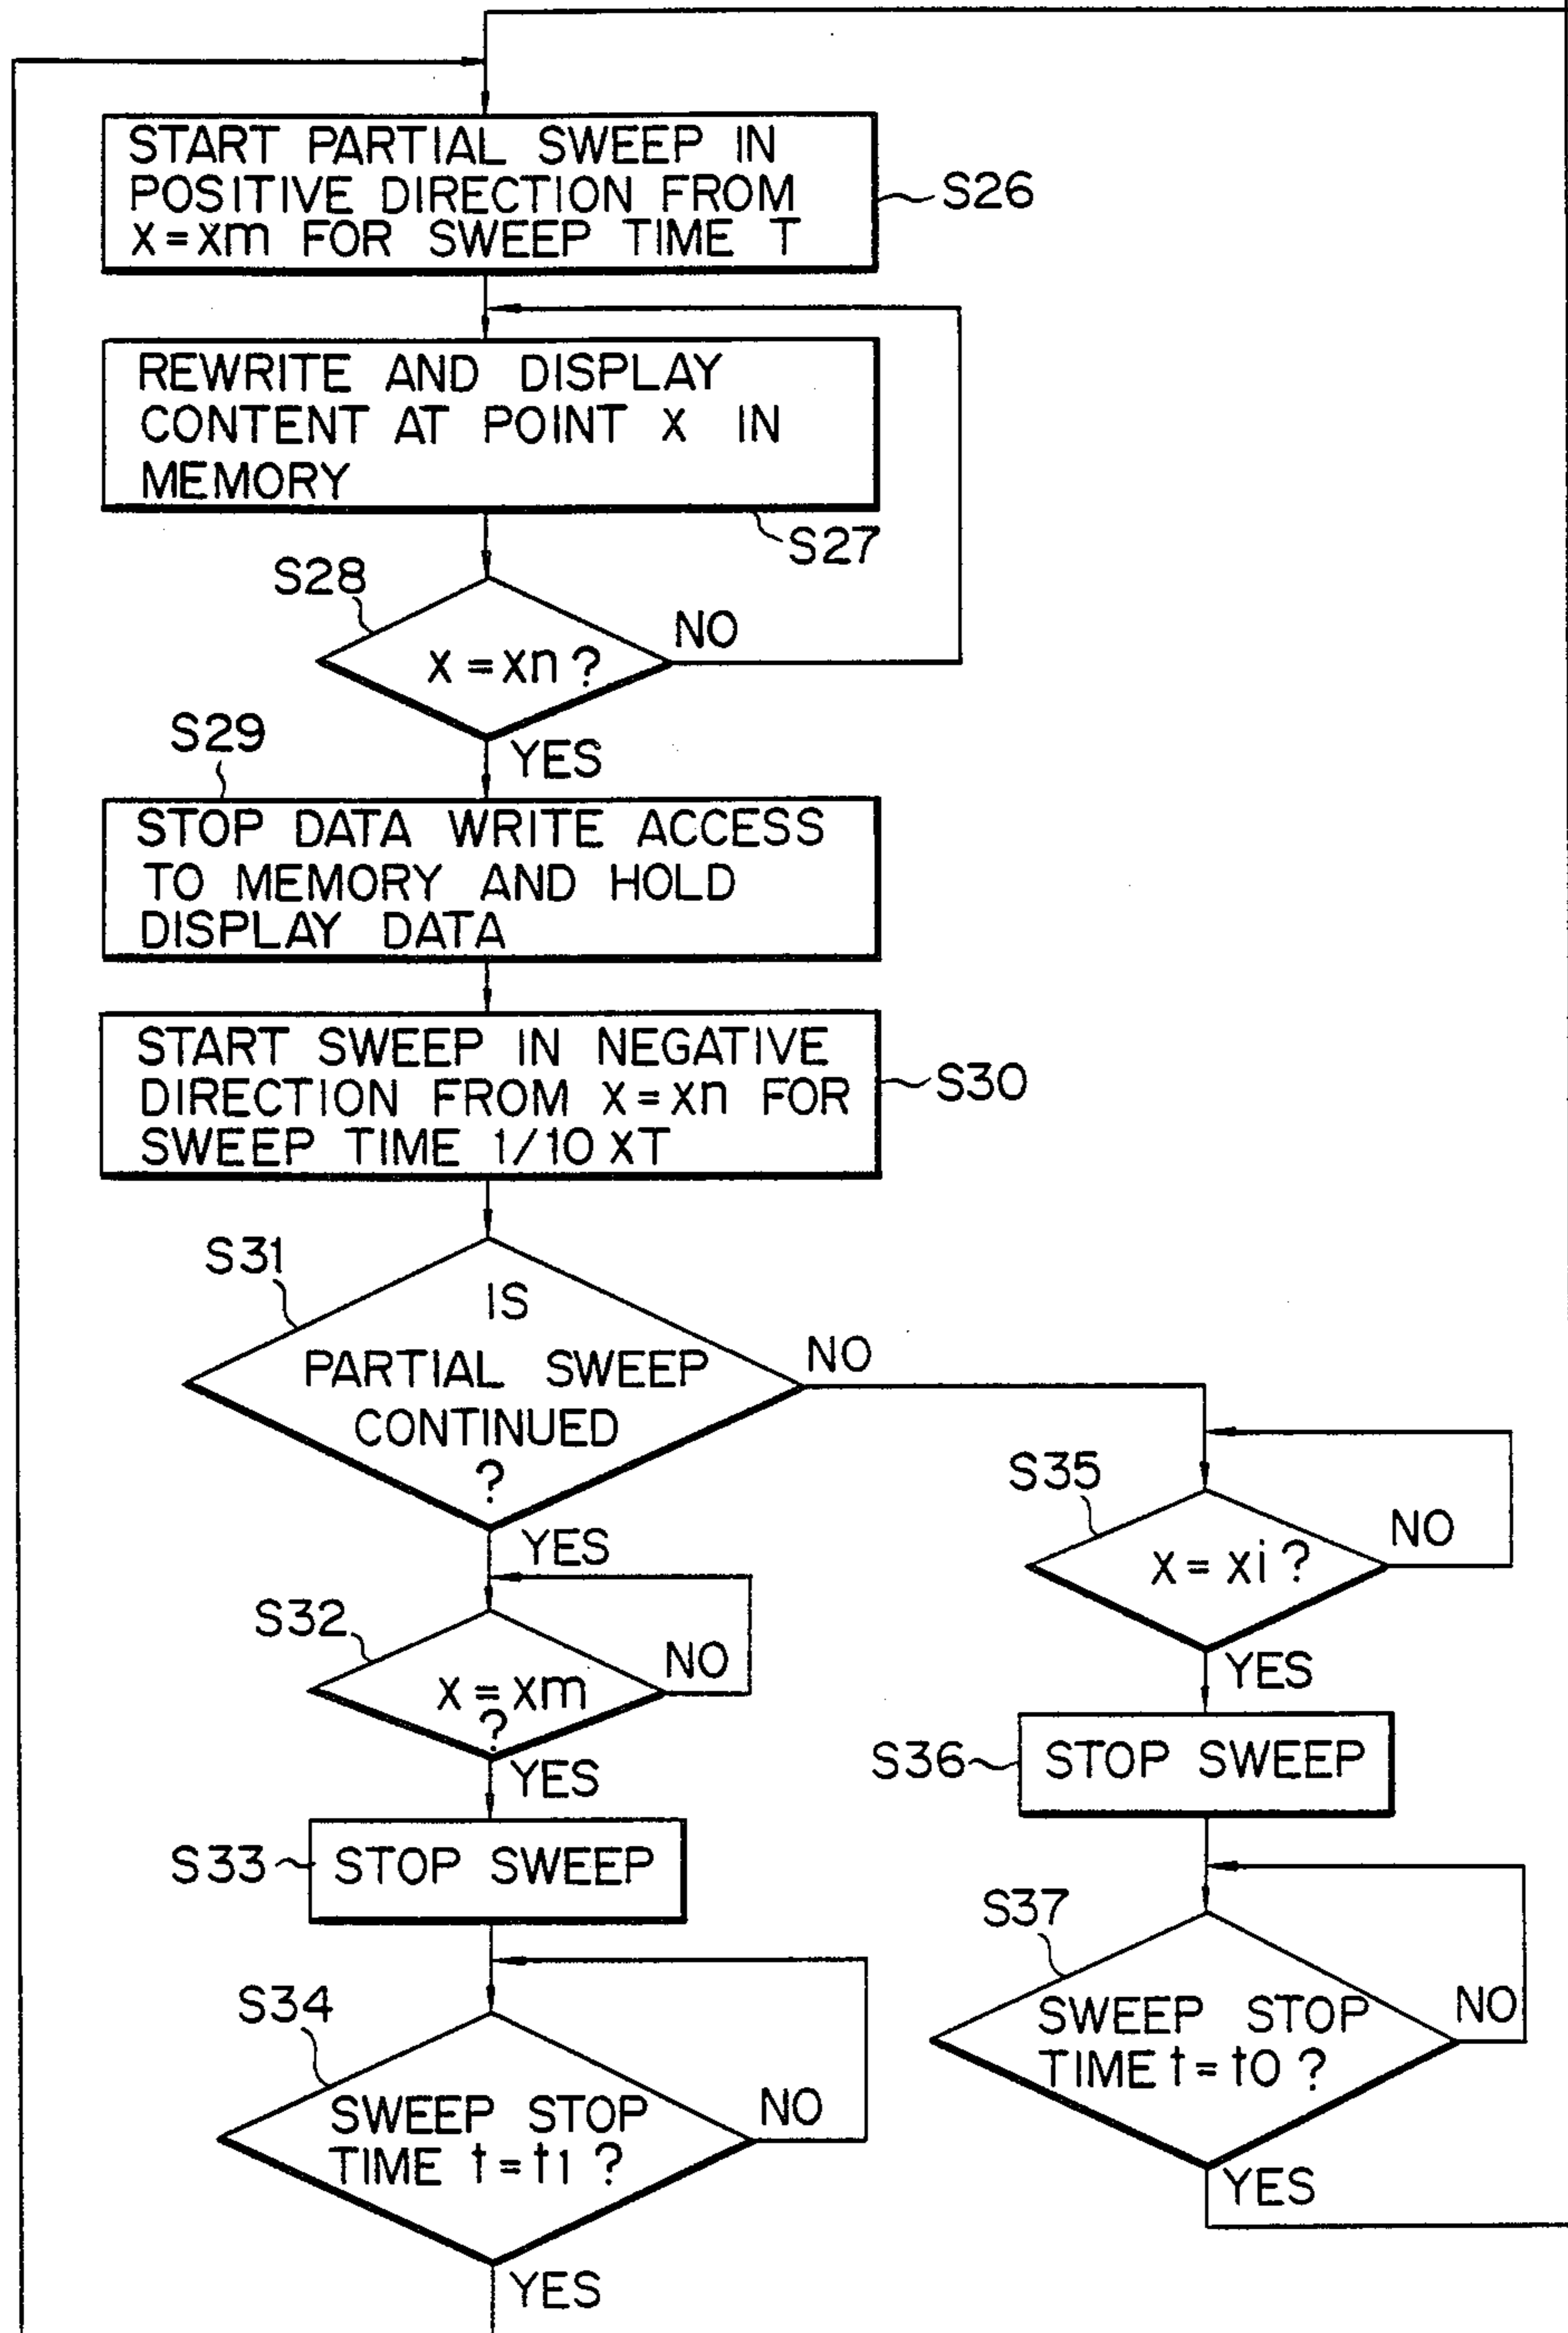 START PARTIAL SWEEP IN
POSITIVE DIRECTION FROM
x=xm FOR SWEEP TIME T
S26
REWRITE AND DISPLAY
CONTENT AT POINT x IN
MEMORY
S27
S28
x=xn?
NO
YES
S29
STOP DATA WRITE ACCESS
TO MEMORY AND HOLD
DISPLAY DATA
START SWEEP IN NEGATIVE
DIRECTION FROM x=xn FOR
SWEEP TIME 1/10 xT
S30
S31
IS
PARTIAL SWEEP
CONTINUED
?
NO
YES
S32
x=xm
?
NO
YES
S33
STOP SWEEP
S34
SWEEP STOP
TIME t=t1 ?
NO
YES
S35
x=xi?
NO
YES
S36
STOP SWEEP
S37
SWEEP STOP
TIME t=t0 ?
NO
YES